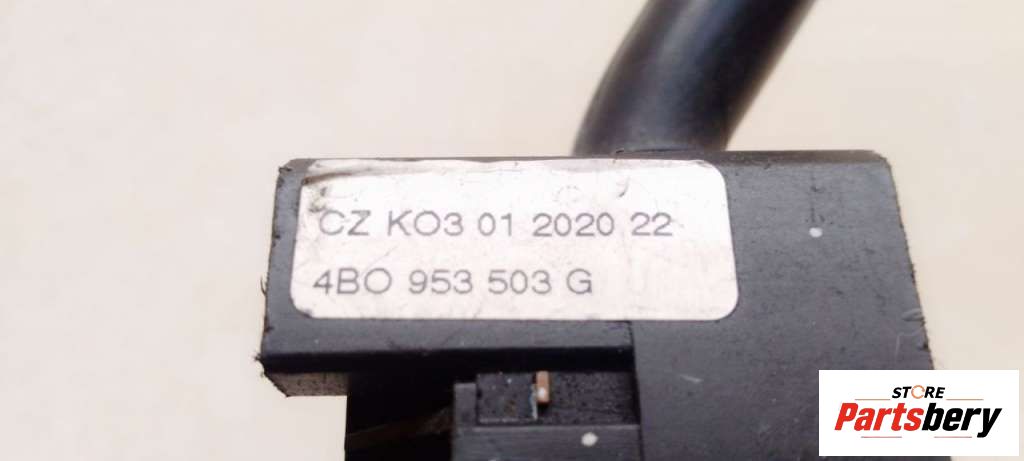 CZ KO3 01 2020 22
4BO 953 503 G
STORE
Partsbery